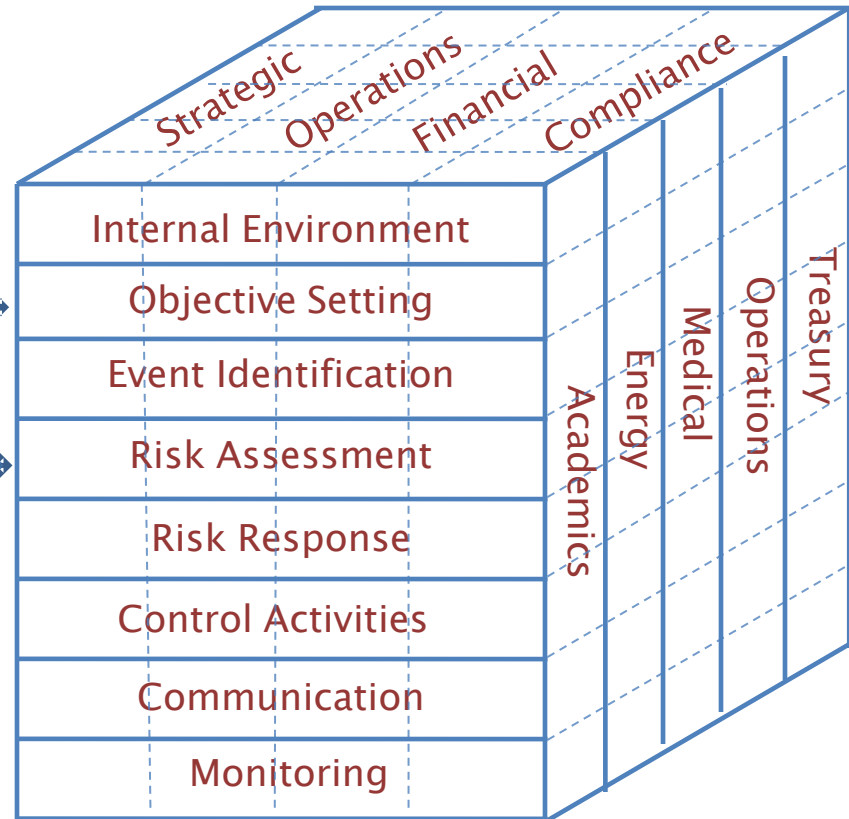 Strategic
Operations
Financial
Compliance
Internal Environment
Objective Setting
Event Identification
Risk Assessment
Risk Response
Control Activities
Communication
Monitoring
Academics
Energy
Medical
Operations
Treasury